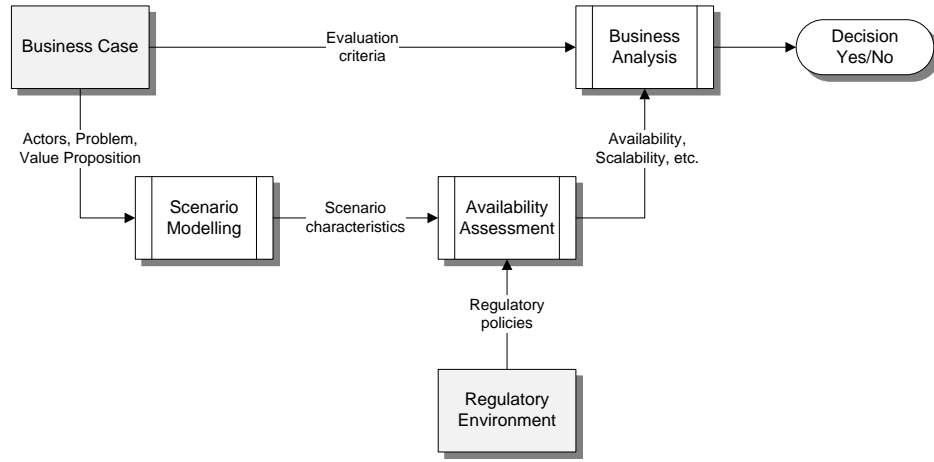 Business Case
Evaluation
criteria
Business
Analysis
Decision
Yes/No
Actors, Problem,
Value Proposition
Availability,
Scalability, etc.
Scenario
Modelling
Scenario
characteristics
Availability
Assessment
Regulatory
policies
Regulatory
Environment